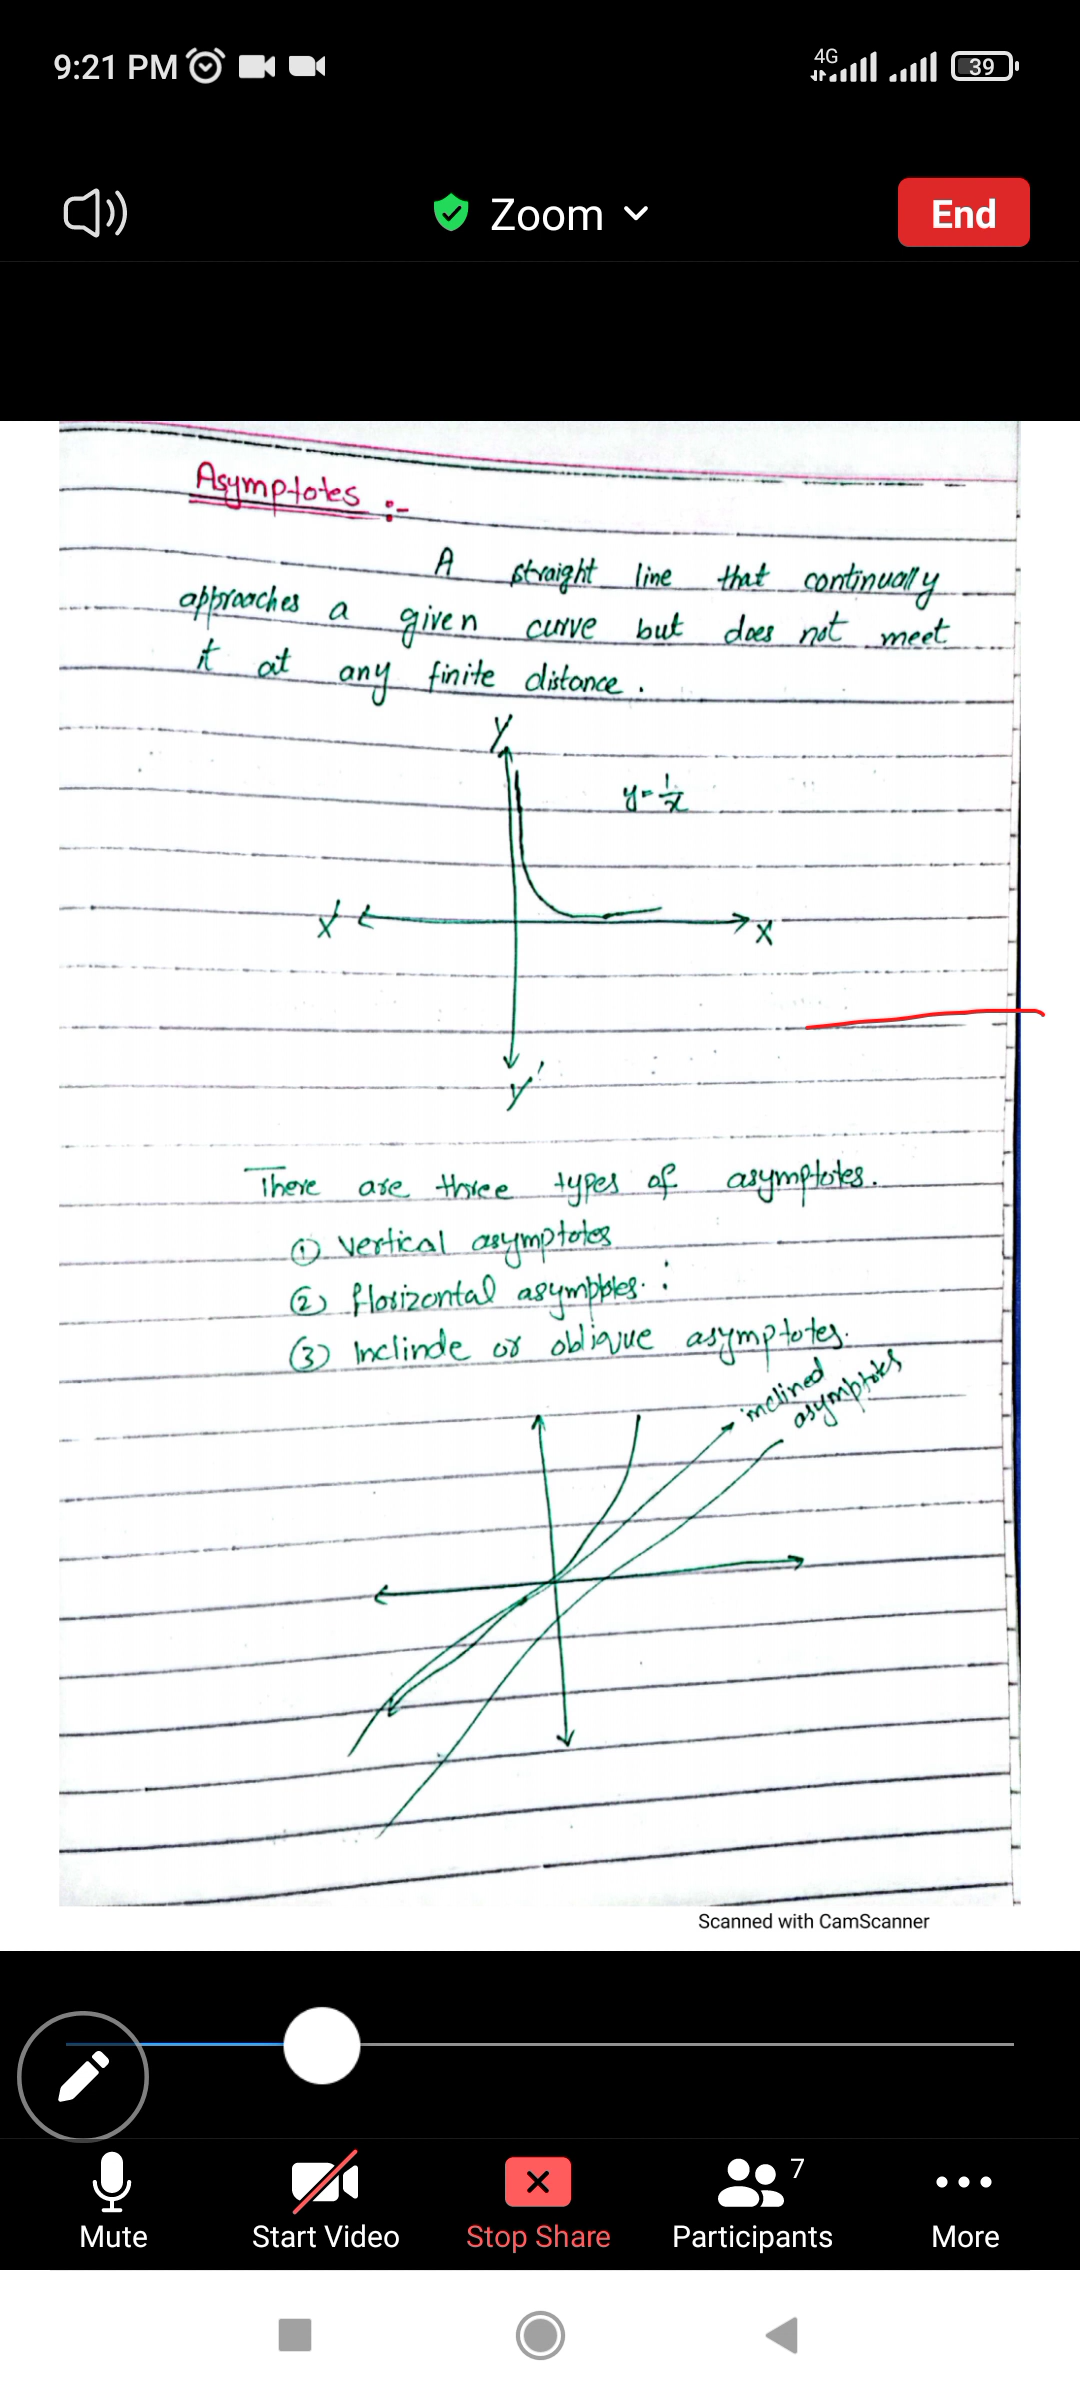 9:21 PM
4G
39
Zoom
End
Asymptotes :-
A straight line that continually
approaches a given curve but does not meet
it at any finite distance.
Y
y=1/x
X' X
Y'
There are three types of asymptotes.
① Vertical asymptotes
② Horizontal asymptotes. :
③ Inclinde or oblique asymptotes.
inclined
asymptotes
Scanned with CamScanner
7
Mute Start Video Stop Share Participants More